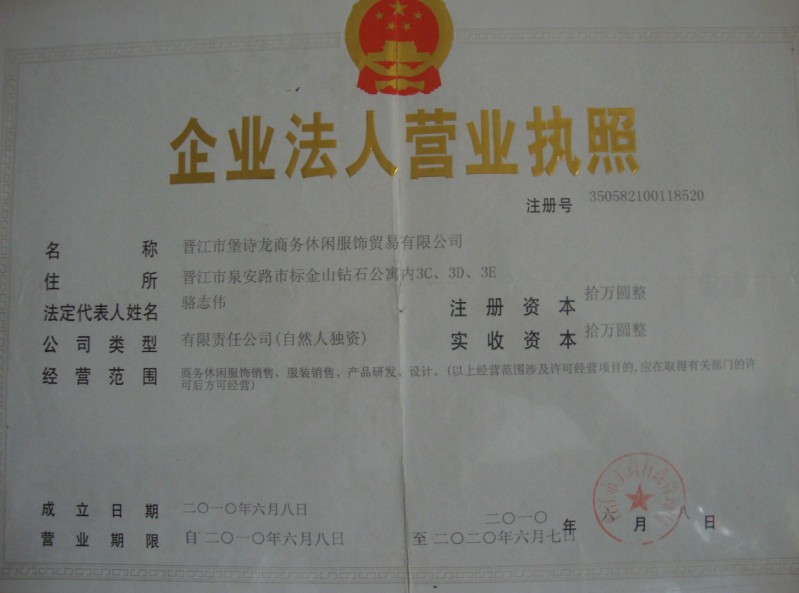 企业法人营业执照
注册号 350582100118520
名称 晋江市堡诗龙商务休闲服饰贸易有限公司
住所 晋江市泉安路市标金山钻石公寓内3C、3D、3E
法定代表人姓名 骆志伟 注册资本 拾万圆整
公司类型 有限责任公司(自然人独资) 实收资本 拾万圆整
经营范围 商务休闲服饰销售、服装销售、产品研发、设计。(以上经营范围涉及许可经营项目的,应在取得有关部门的许
可后方可经营)
成立日期 二〇一〇年六月八日
二〇一〇年六月八日
营业期限 自二〇一〇年六月八日 至二〇二〇年六月七日